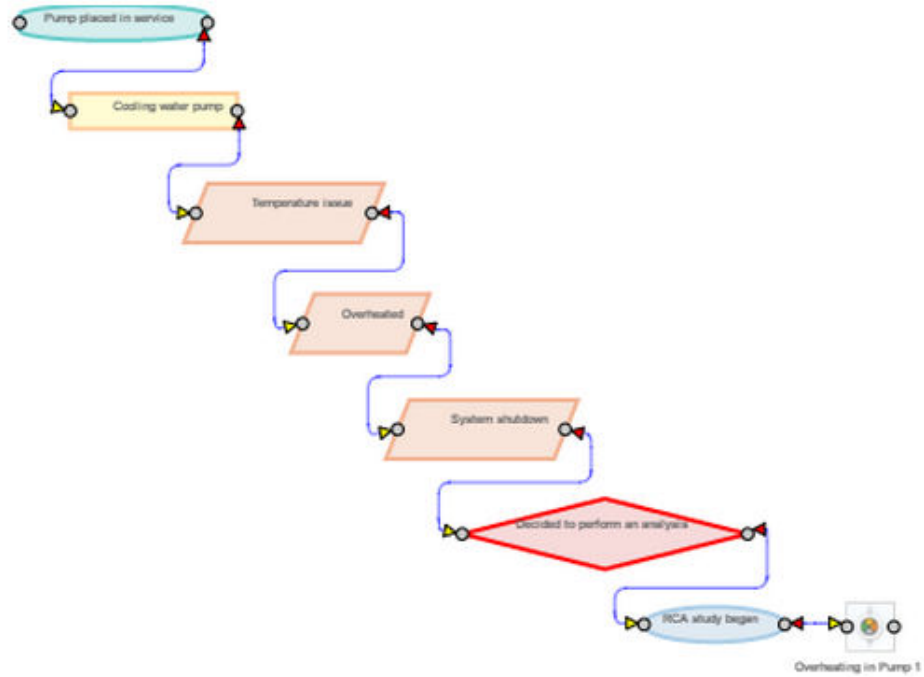 Pump placed in service
Cooling water pump
Temperature issue
Overheated
System shutdown
Decided to perform an analysis
RCA study began
Overheating in Pump 1